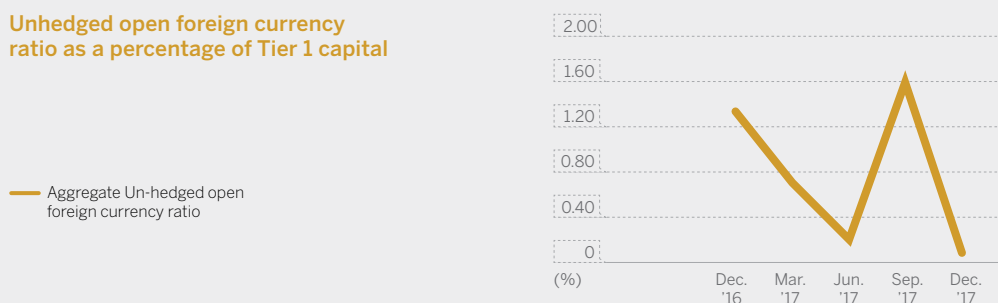 Unhedged open foreign currency
ratio as a percentage of Tier 1 capital
Aggregate Un-hedged open
foreign currency ratio
2.00
1.60
1.20
0.80
0.40
0
(%)
Dec. Mar. Jun. Sep. Dec.
'16 '17 '17 '17 '17